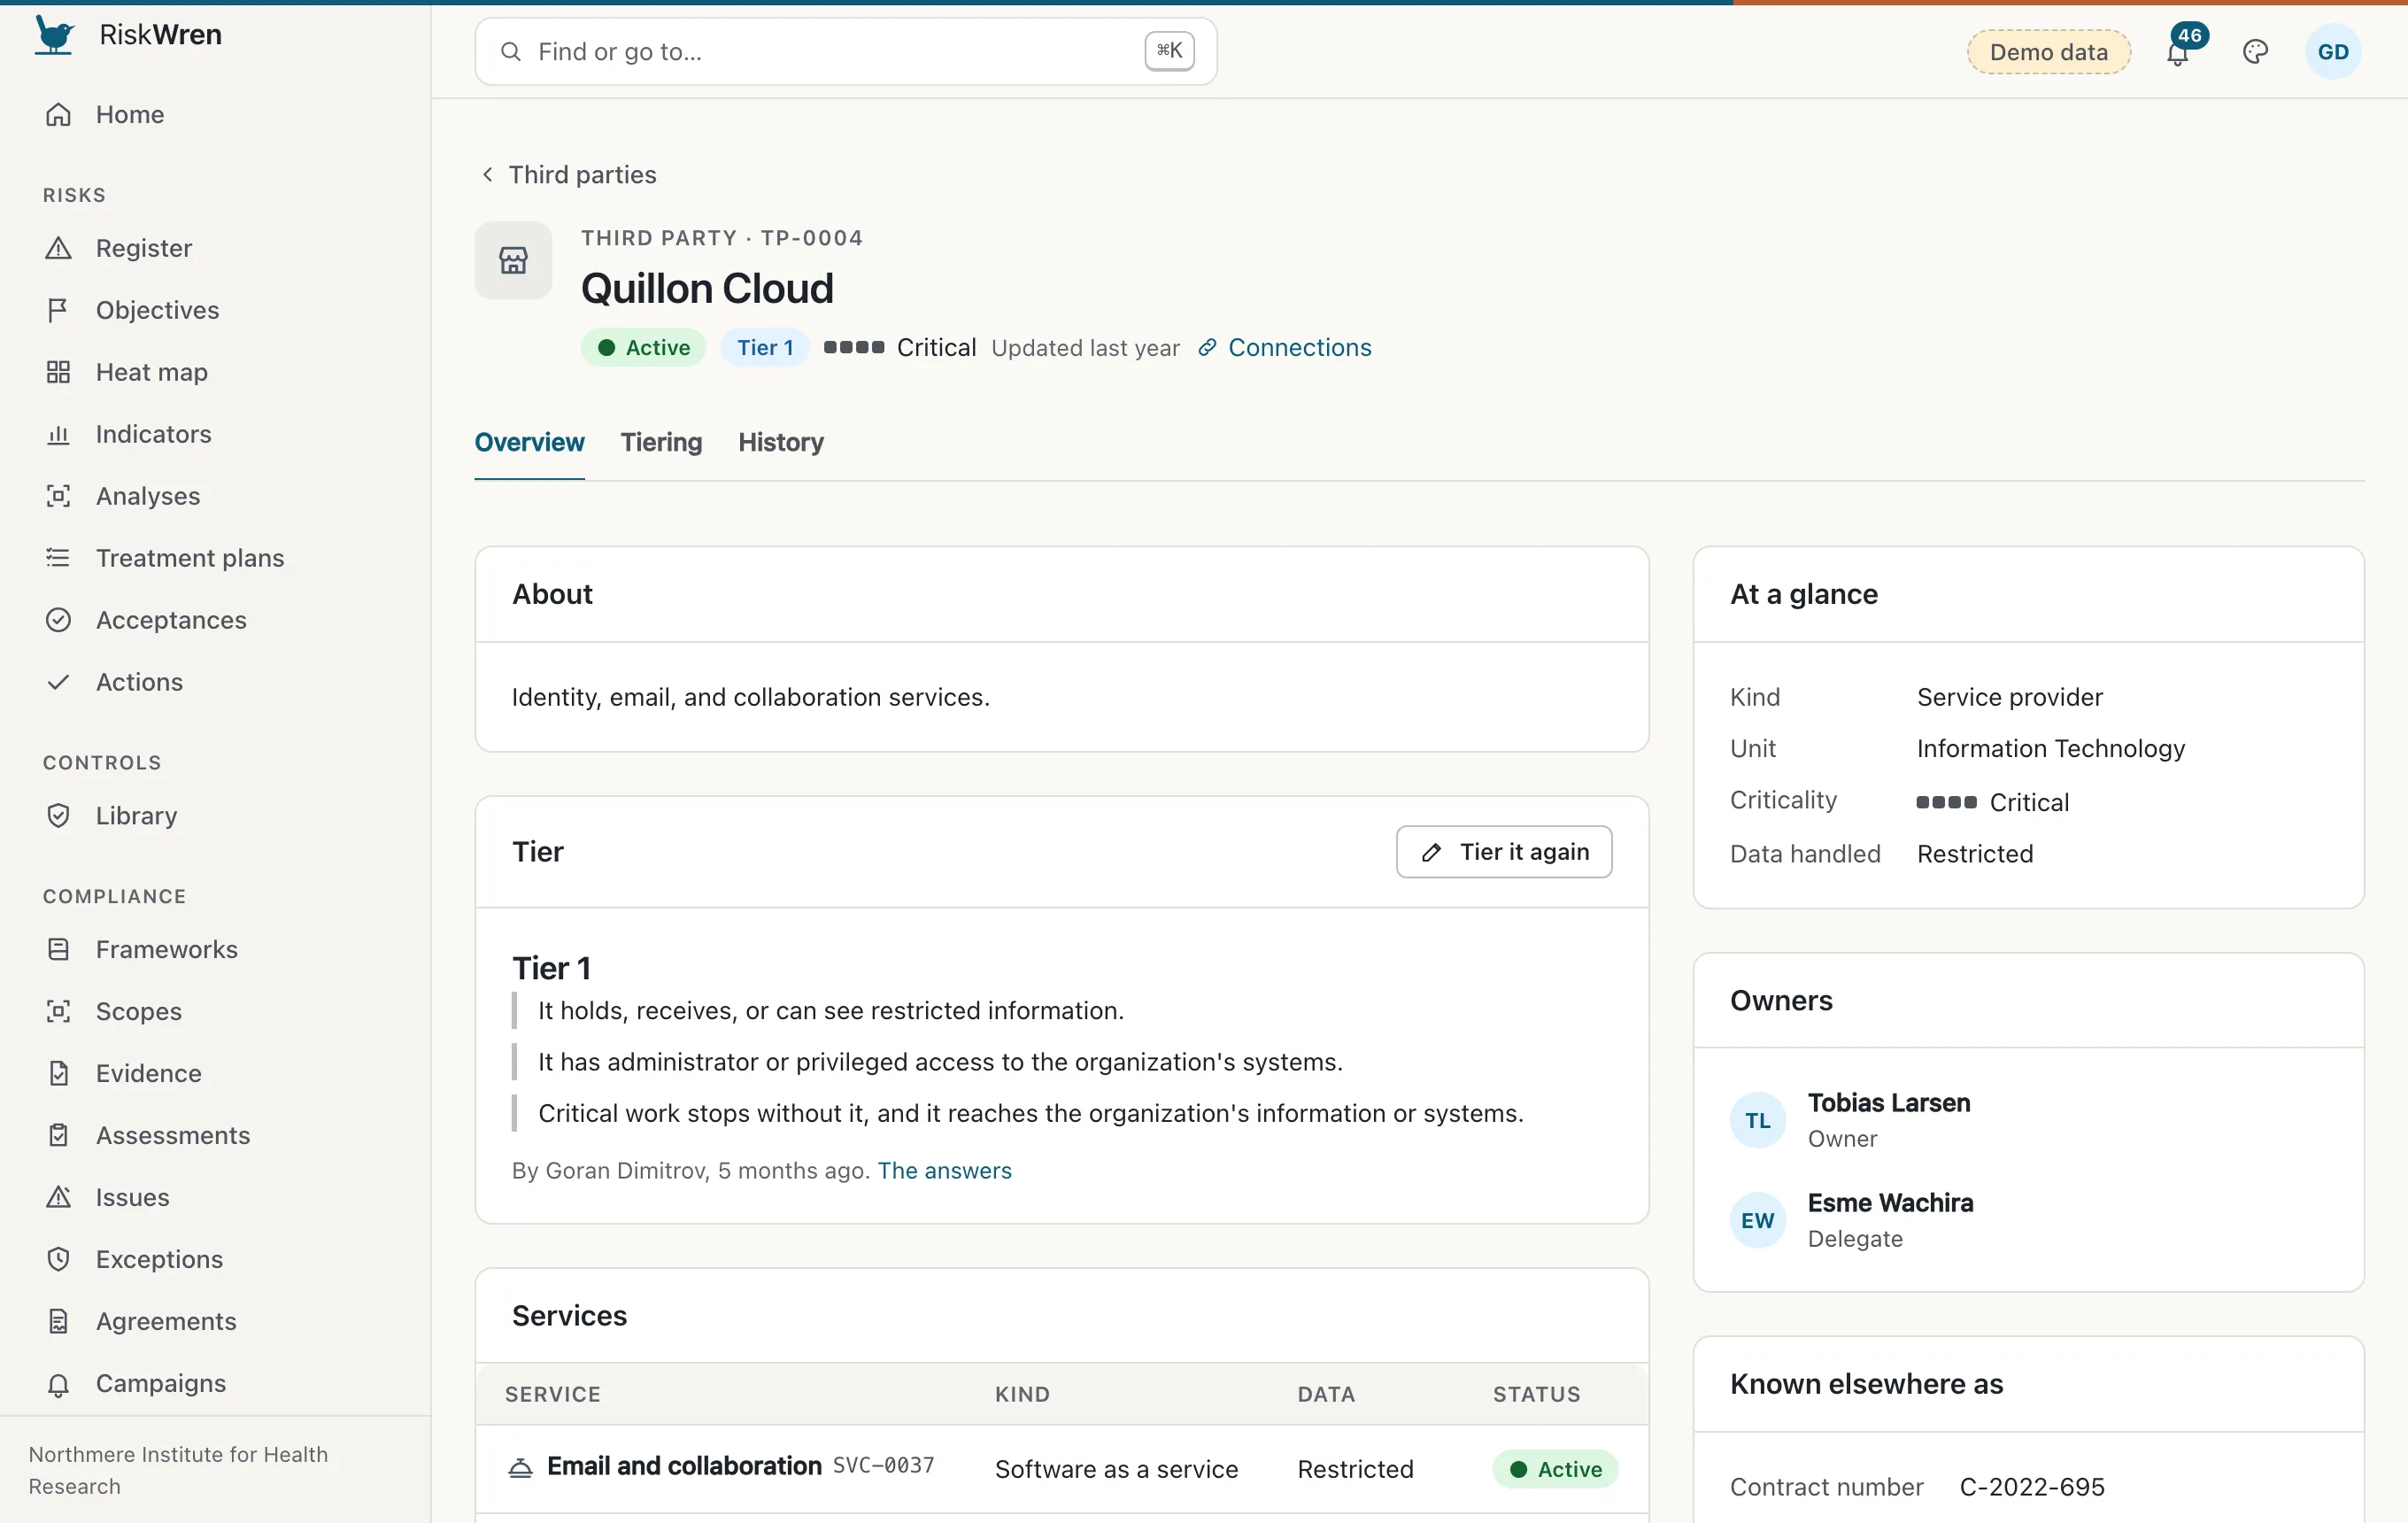 RiskWren
Home
RISKS
Register
Objectives
Heat map
Indicators
Analyses
Treatment plans
Acceptances
Actions
CONTROLS
Library
COMPLIANCE
Frameworks
Scopes
Evidence
Assessments
Issues
Exceptions
Agreements
Campaigns
Northmere Institute for Health
Research
Find or go to...
⌘K
Demo data
46
GD
Third parties
THIRD PARTY · TP-0004
Quillon Cloud
Active Tier 1 Critical Updated last year Connections
Overview Tiering History
About
Identity, email, and collaboration services.
Tier
Tier it again
Tier 1
It holds, receives, or can see restricted information.
It has administrator or privileged access to the organization's systems.
Critical work stops without it, and it reaches the organization's information or systems.
By Goran Dimitrov, 5 months ago. The answers
Services
SERVICE KIND DATA STATUS
Email and collaboration SVC-0037 Software as a service Restricted Active
At a glance
Kind Service provider
Unit Information Technology
Criticality Critical
Data handled Restricted
Owners
TL
Tobias Larsen
Owner
EW
Esme Wachira
Delegate
Known elsewhere as
Contract number C-2022-695